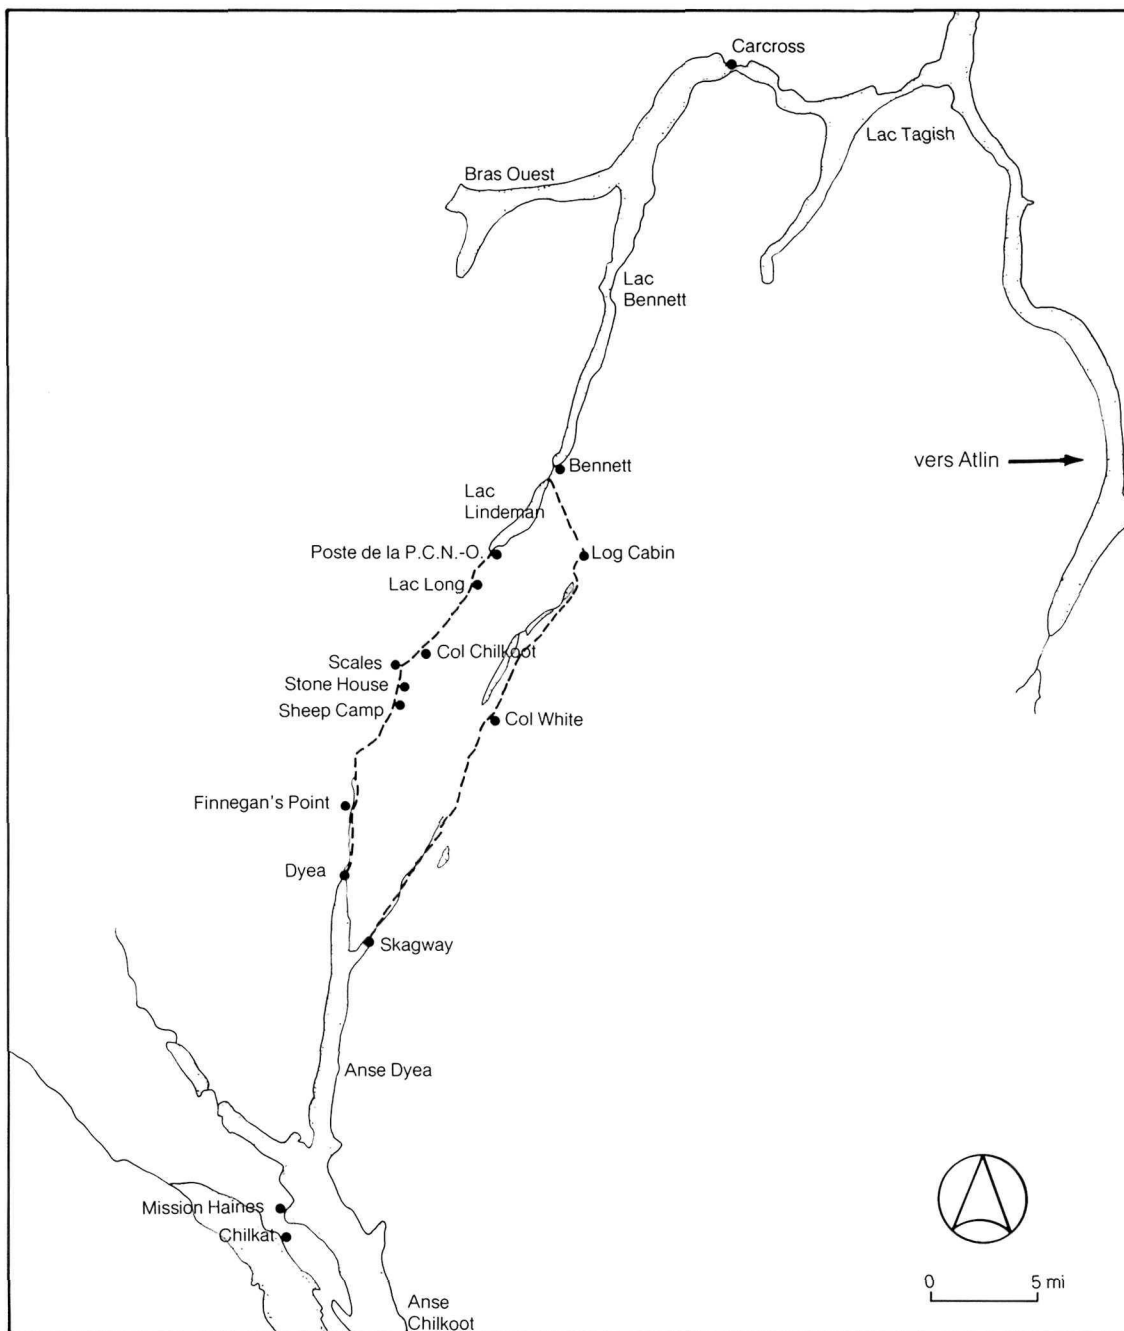 Carcross
Lac Tagish
Bras Ouest
Lac
Bennett
vers Atlin
Bennett
Lac
Lindeman
Poste de la P.C.N.-O.
Log Cabin
Lac Long
Col Chilkoot
Scales
Stone House
Sheep Camp
Col White
Finnegan's Point
Dyea
Skagway
Anse Dyea
Mission Haines
Chilkat
Anse
Chilkoot
0 5 mi